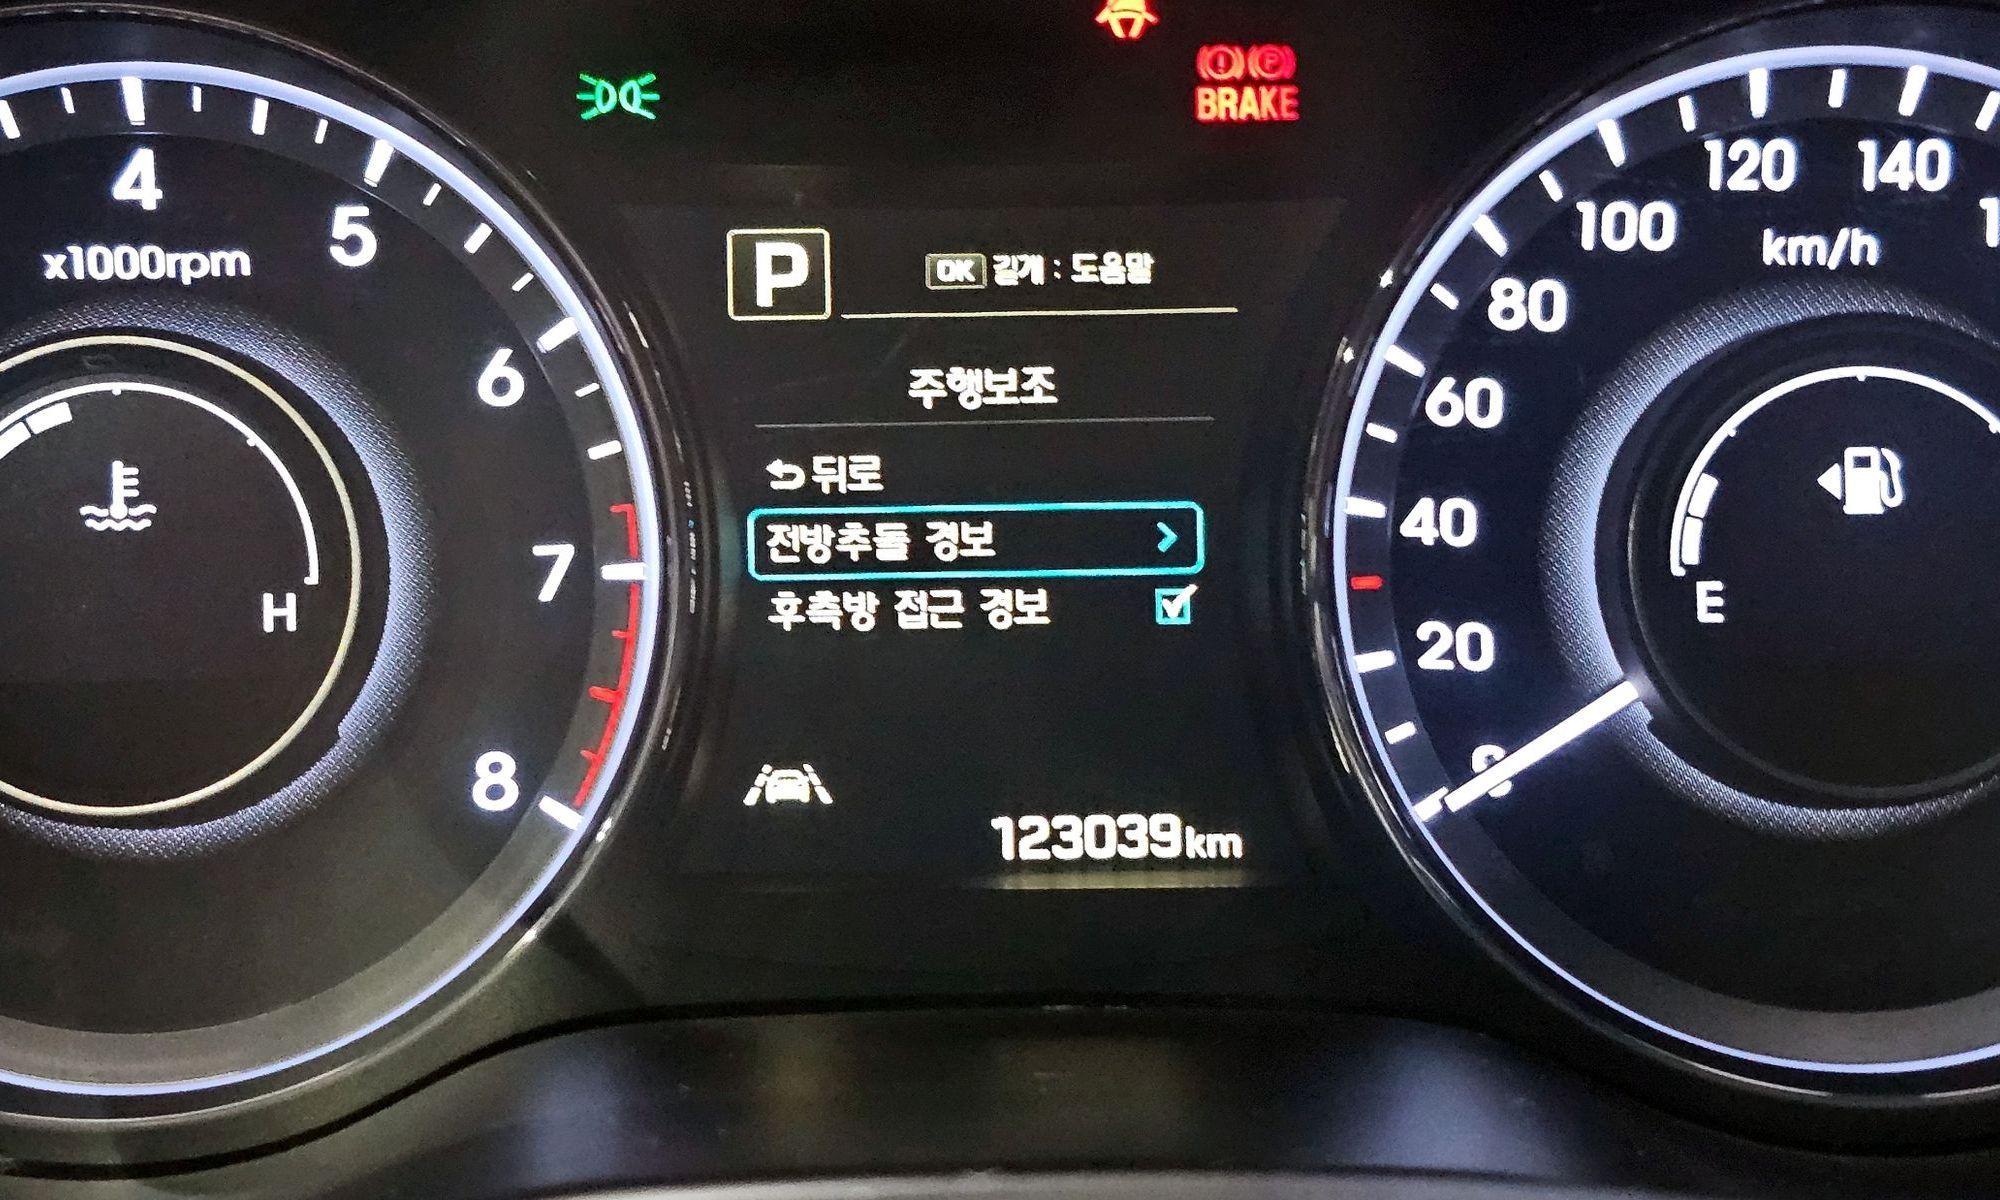 BRAKE
4
5
6
7
8
x1000rpm
H
P
OK 길게 : 도움말
주행보조
뒤로
전방추돌 경보
후측방 접근 경보
123039km
0
20
40
60
80
100
120
140
km/h
E